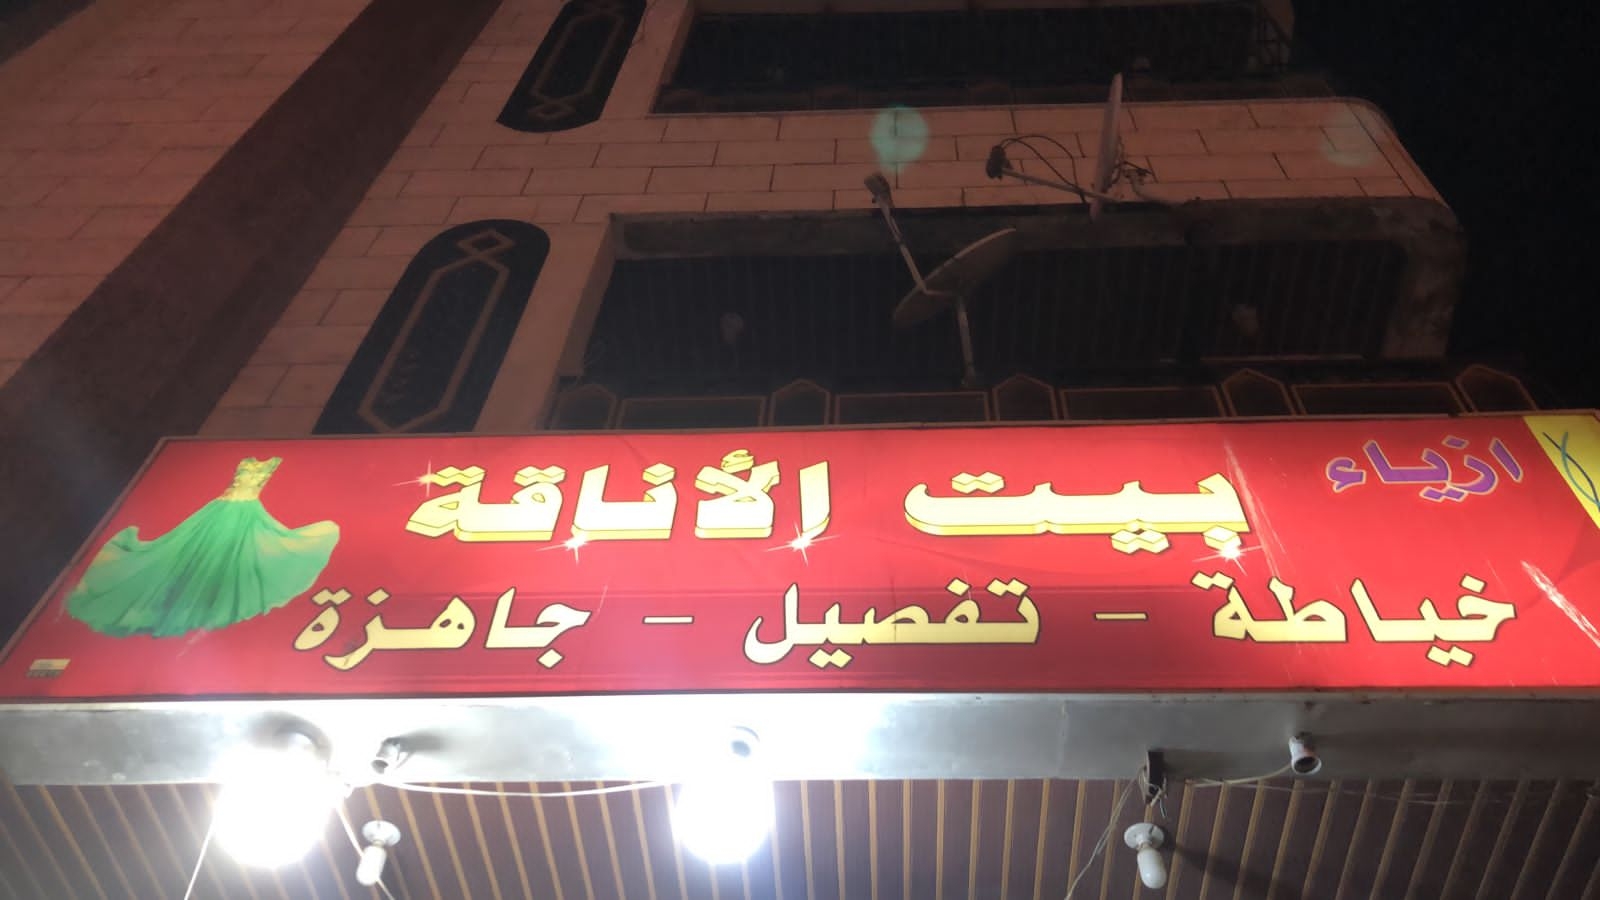 ازياء
بيت الأناقة
خياطة - تفصيل - جاهزة